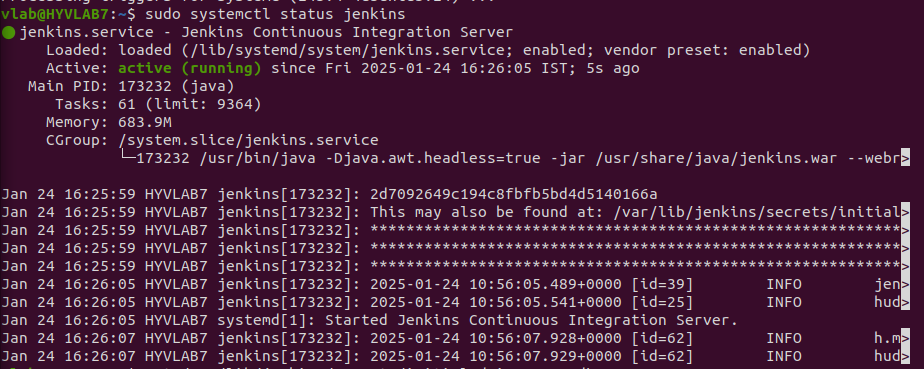 vlab@HYVLAB7:~$ sudo systemctl status jenkins
● jenkins.service - Jenkins Continuous Integration Server
     Loaded: loaded (/lib/systemd/system/jenkins.service; enabled; vendor preset: enabled)
     Active: active (running) since Fri 2025-01-24 16:26:05 IST; 5s ago
   Main PID: 173232 (java)
      Tasks: 61 (limit: 9364)
     Memory: 683.9M
     CGroup: /system.slice/jenkins.service
             └─173232 /usr/bin/java -Djava.awt.headless=true -jar /usr/share/java/jenkins.war --webr>
Jan 24 16:25:59 HYVLAB7 jenkins[173232]: 2d7092649c194c8fbfb5bd4d5140166a
Jan 24 16:25:59 HYVLAB7 jenkins[173232]: This may also be found at: /var/lib/jenkins/secrets/initial>
Jan 24 16:25:59 HYVLAB7 jenkins[173232]: ***********************************************************>
Jan 24 16:25:59 HYVLAB7 jenkins[173232]: ***********************************************************>
Jan 24 16:25:59 HYVLAB7 jenkins[173232]: ***********************************************************>
Jan 24 16:26:05 HYVLAB7 jenkins[173232]: 2025-01-24 10:56:05.489+0000 [id=39]        INFO        jen>
Jan 24 16:26:05 HYVLAB7 jenkins[173232]: 2025-01-24 10:56:05.541+0000 [id=25]        INFO        hud>
Jan 24 16:26:05 HYVLAB7 systemd[1]: Started Jenkins Continuous Integration Server.
Jan 24 16:26:07 HYVLAB7 jenkins[173232]: 2025-01-24 10:56:07.928+0000 [id=62]        INFO        h.m>
Jan 24 16:26:07 HYVLAB7 jenkins[173232]: 2025-01-24 10:56:07.929+0000 [id=62]        INFO        hud>